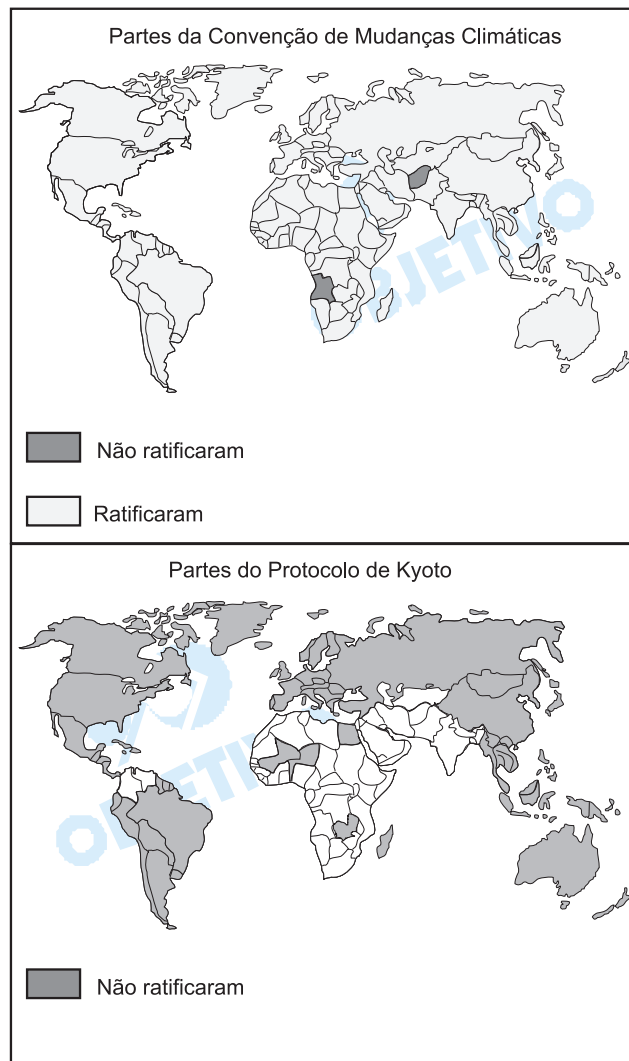 Partes da Convenção de Mudanças Climáticas
OBJETIVO
Não ratificaram
Ratificaram
Partes do Protocolo de Kyoto
OBJETIVO
Não ratificaram